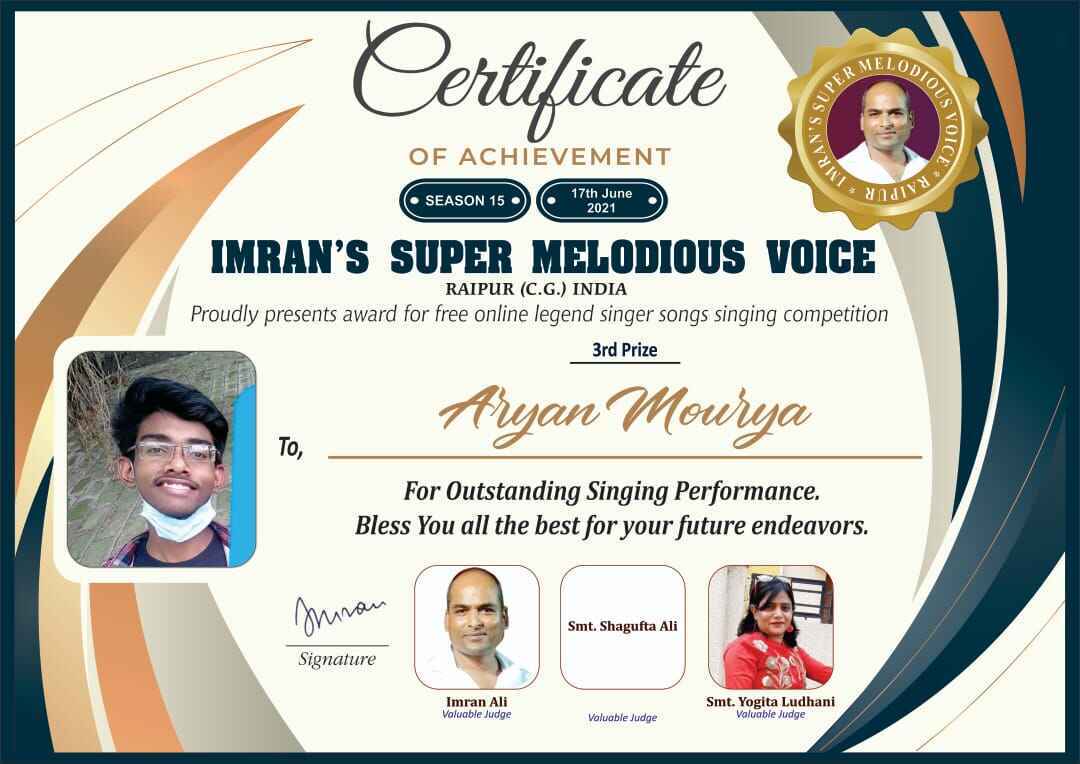 Certificate
OF ACHIEVEMENT
SEASON 15
17th June
2021
IMRAN'S SUPER MELODIOUS VOICE * RAIPUR *
IMRAN'S SUPER MELODIOUS VOICE
RAIPUR (C.G.) INDIA
Proudly presents award for free online legend singer songs singing competition
3rd Prize
To,
Aryan Mourya
For Outstanding Singing Performance.
Bless You all the best for your future endeavors.
Imran
Signature
Imran Ali
Valuable Judge
Smt. Shagufta Ali
Valuable Judge
Smt. Yogita Ludhani
Valuable Judge